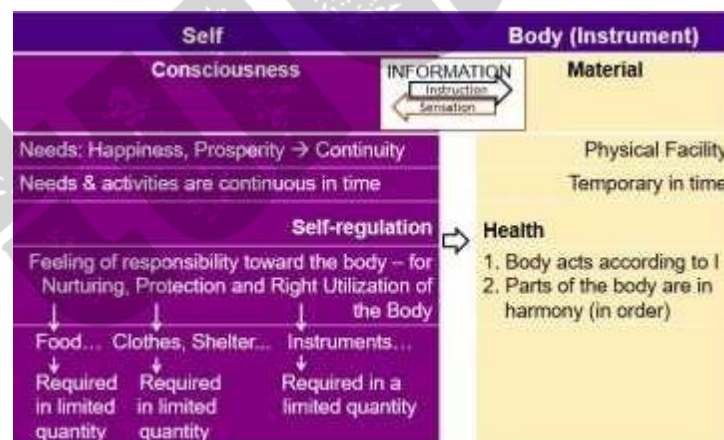 Self Body (Instrument)
Consciousness INFORMATION Material
Instruction
Sensation
Needs: Happiness, Prosperity → Continuity Physical Facility
Needs & activities are continuous in time Temporary in time
Self-regulation ⇨ Health
Feeling of responsibility toward the body – for 1. Body acts according to I
Nurturing, Protection and Right Utilization of 2. Parts of the body are in
the Body harmony (in order)
Food... Clothes, Shelter... Instruments...
Required Required Required in a
in limited in limited limited quantity
quantity quantity